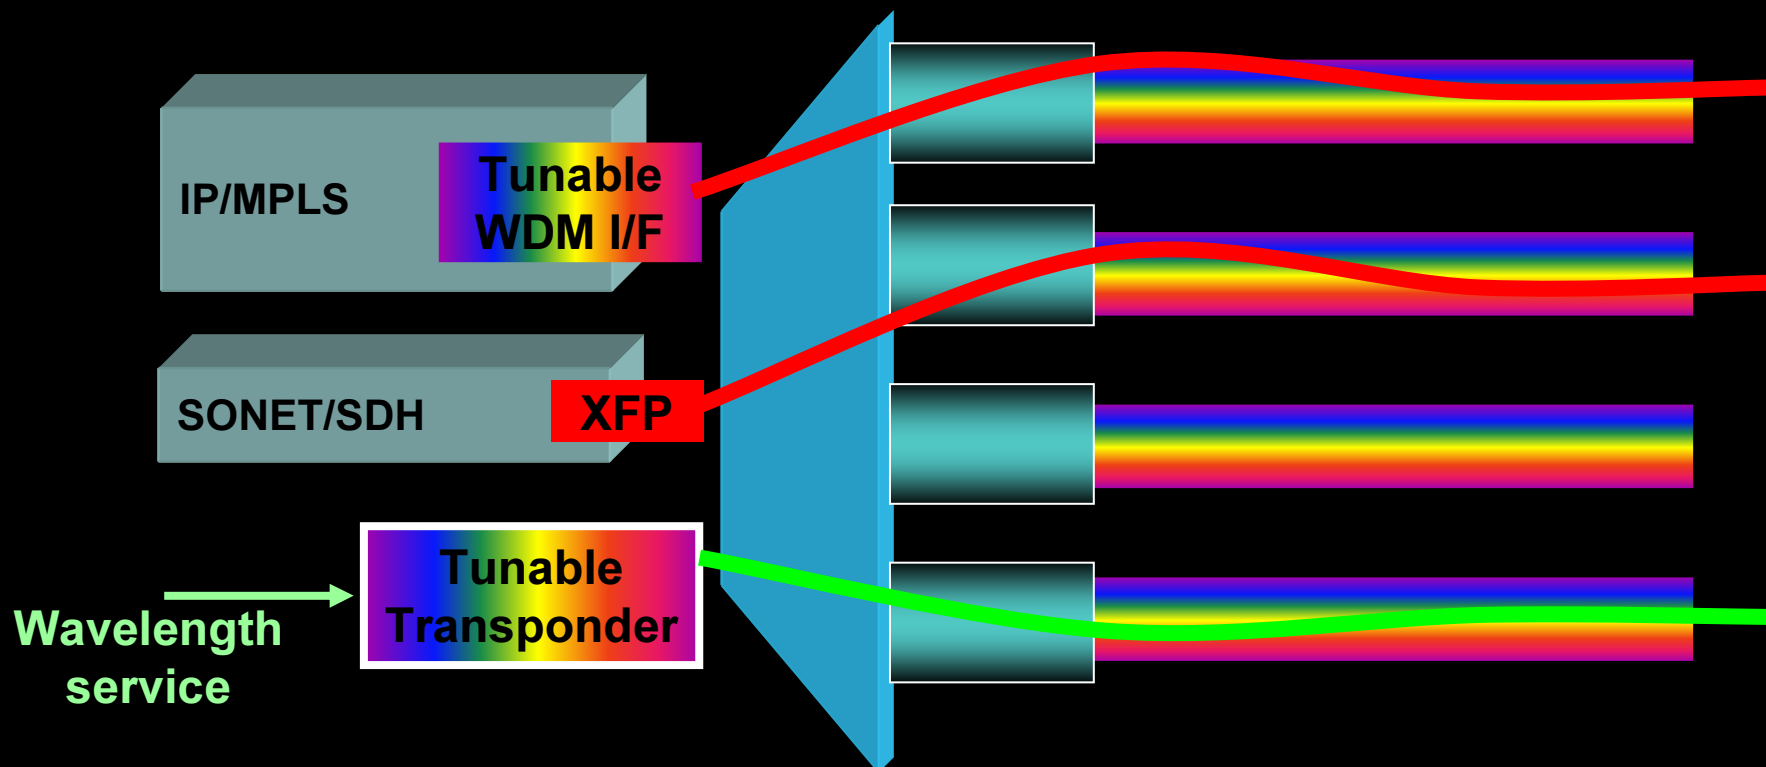 IP/MPLS
Tunable
WDM I/F
SONET/SDH
XFP
Tunable
Transponder
Wavelength
service